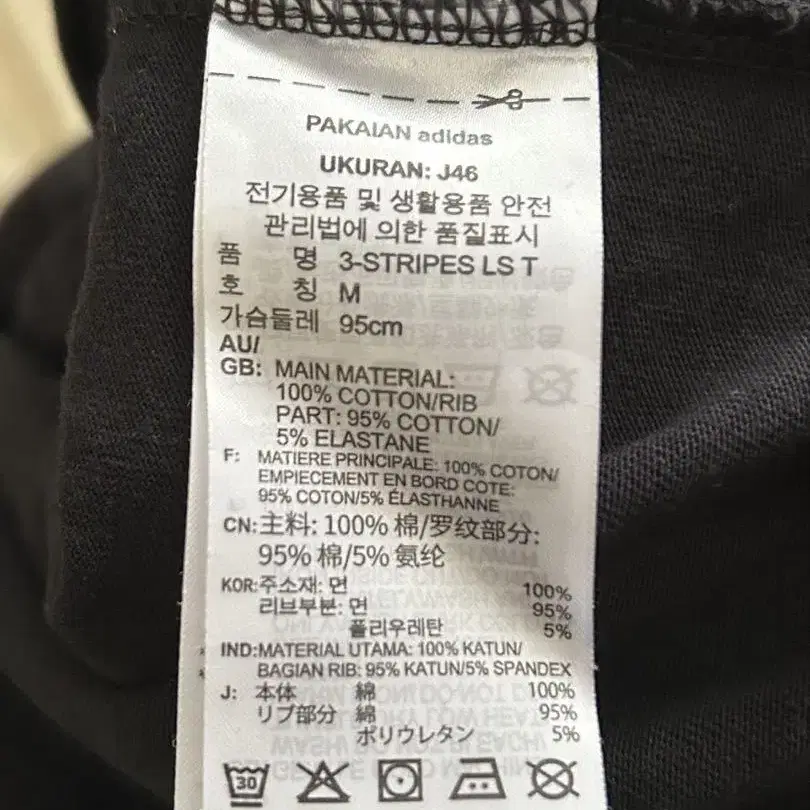 PAKAIAN adidas
UKURAN: J46
전기용품 및 생활용품 안전
관리법에 의한 품질표시
품 명 3-STRIPES LS T
호 칭 M
가슴둘레 95cm
AU/
GB: MAIN MATERIAL:
100% COTTON/RIB
PART: 95% COTTON/
5% ELASTANE
F: MATIERE PRINCIPALE: 100% COTON/
EMPIECEMENT EN BORD COTE:
95% COTON/5% ÉLASTHANNE
CN: 主料: 100% 棉/罗纹部分:
95% 棉/5% 氨纶
KOR: 주소재: 면 100%
리브부분: 면 95%
폴리우레탄 5%
IND: MATERIAL UTAMA: 100% KATUN/
BAGIAN RIB: 95% KATUN/5% SPANDEX
J: 本体 綿 100%
リブ部分 綿 95%
ポリウレタン 5%
30